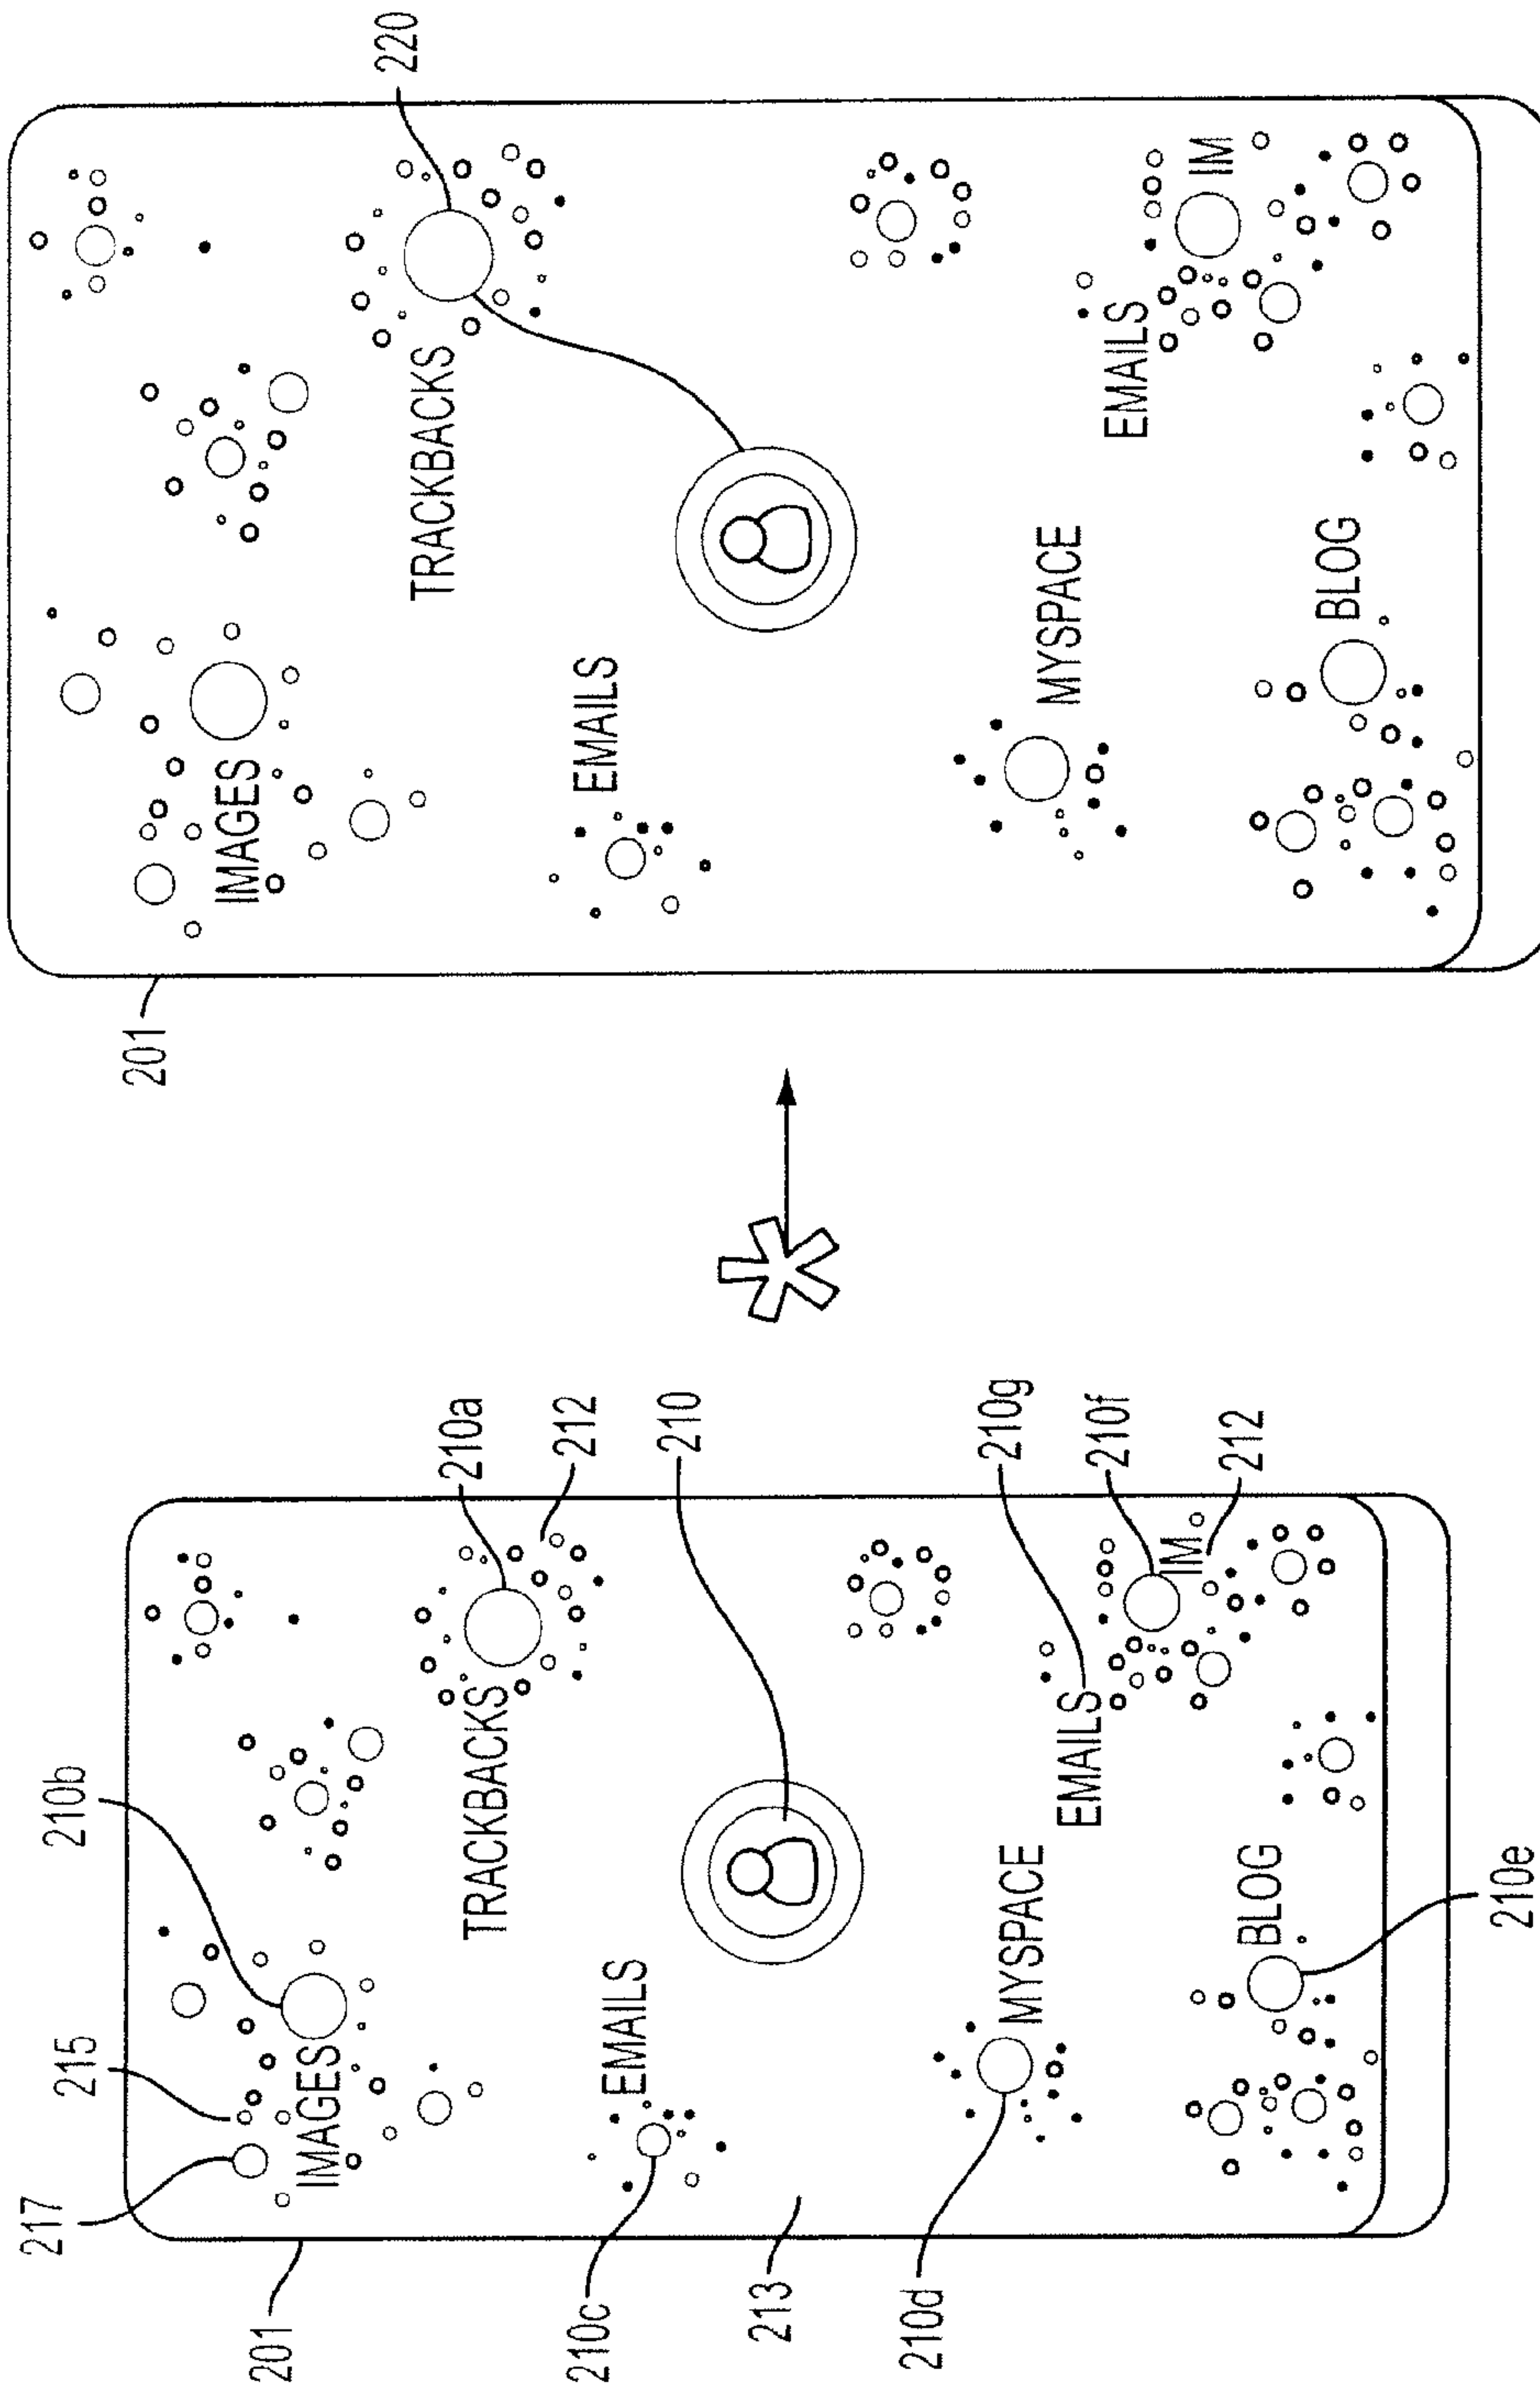 201
217
215
210b
IMAGES
TRACKBACKS
210a
212
EMAILS
210
210c
213
210d
MYSPACE
EMAILS
210g
210f
IM
212
BLOG
210e
201
220
IMAGES
TRACKBACKS
EMAILS
MYSPACE
EMAILS
IM
BLOG